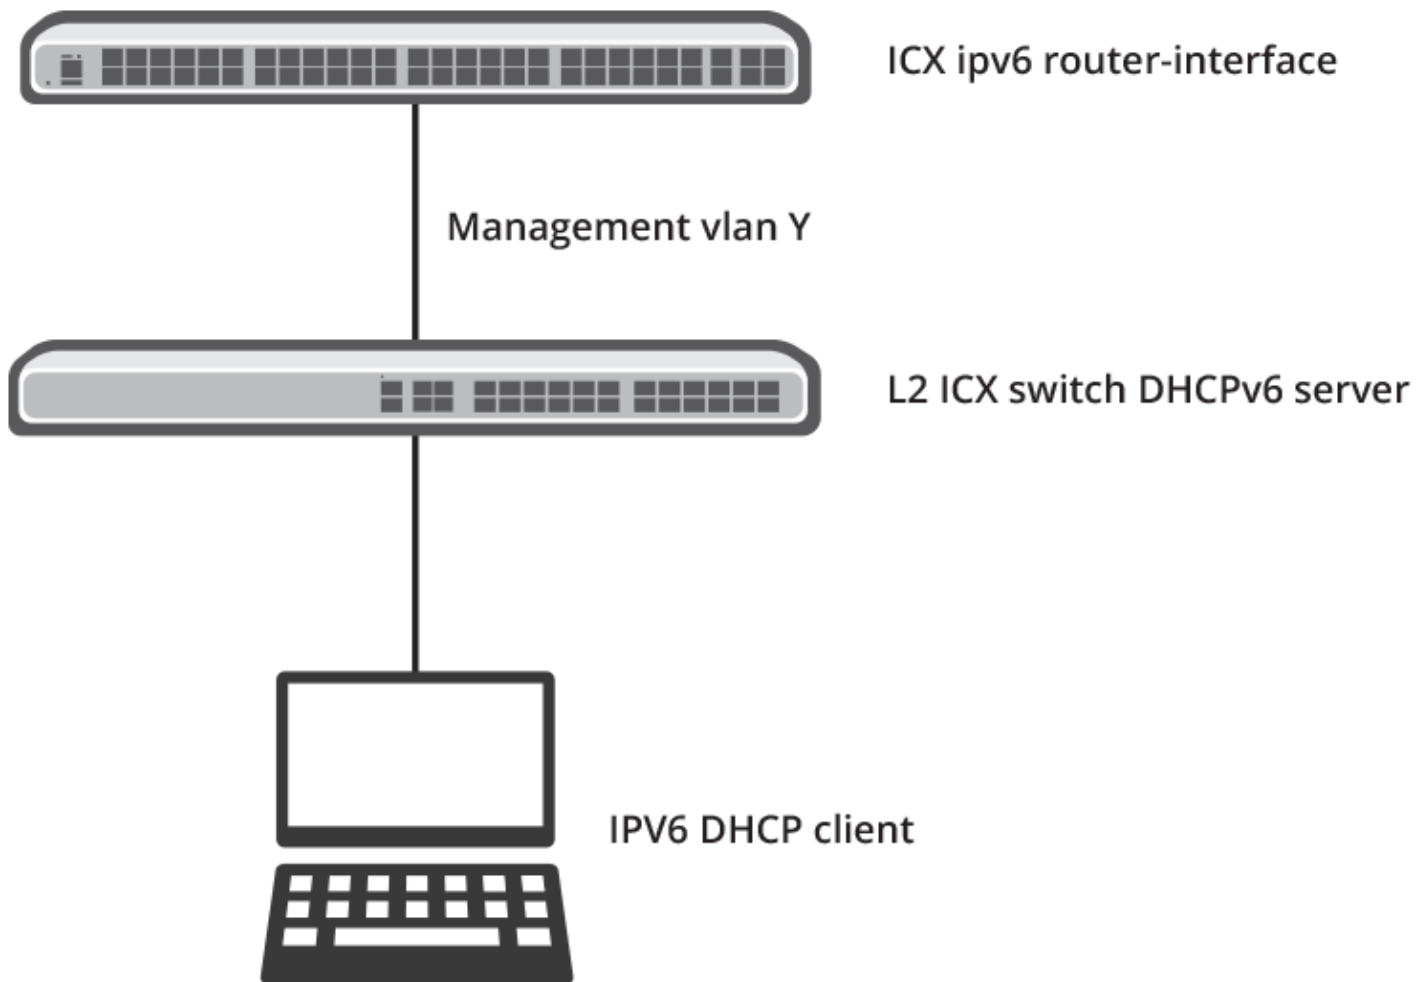 ICX ipv6 router-interface
Management vlan Y
L2 ICX switch DHCPv6 server
IPV6 DHCP client